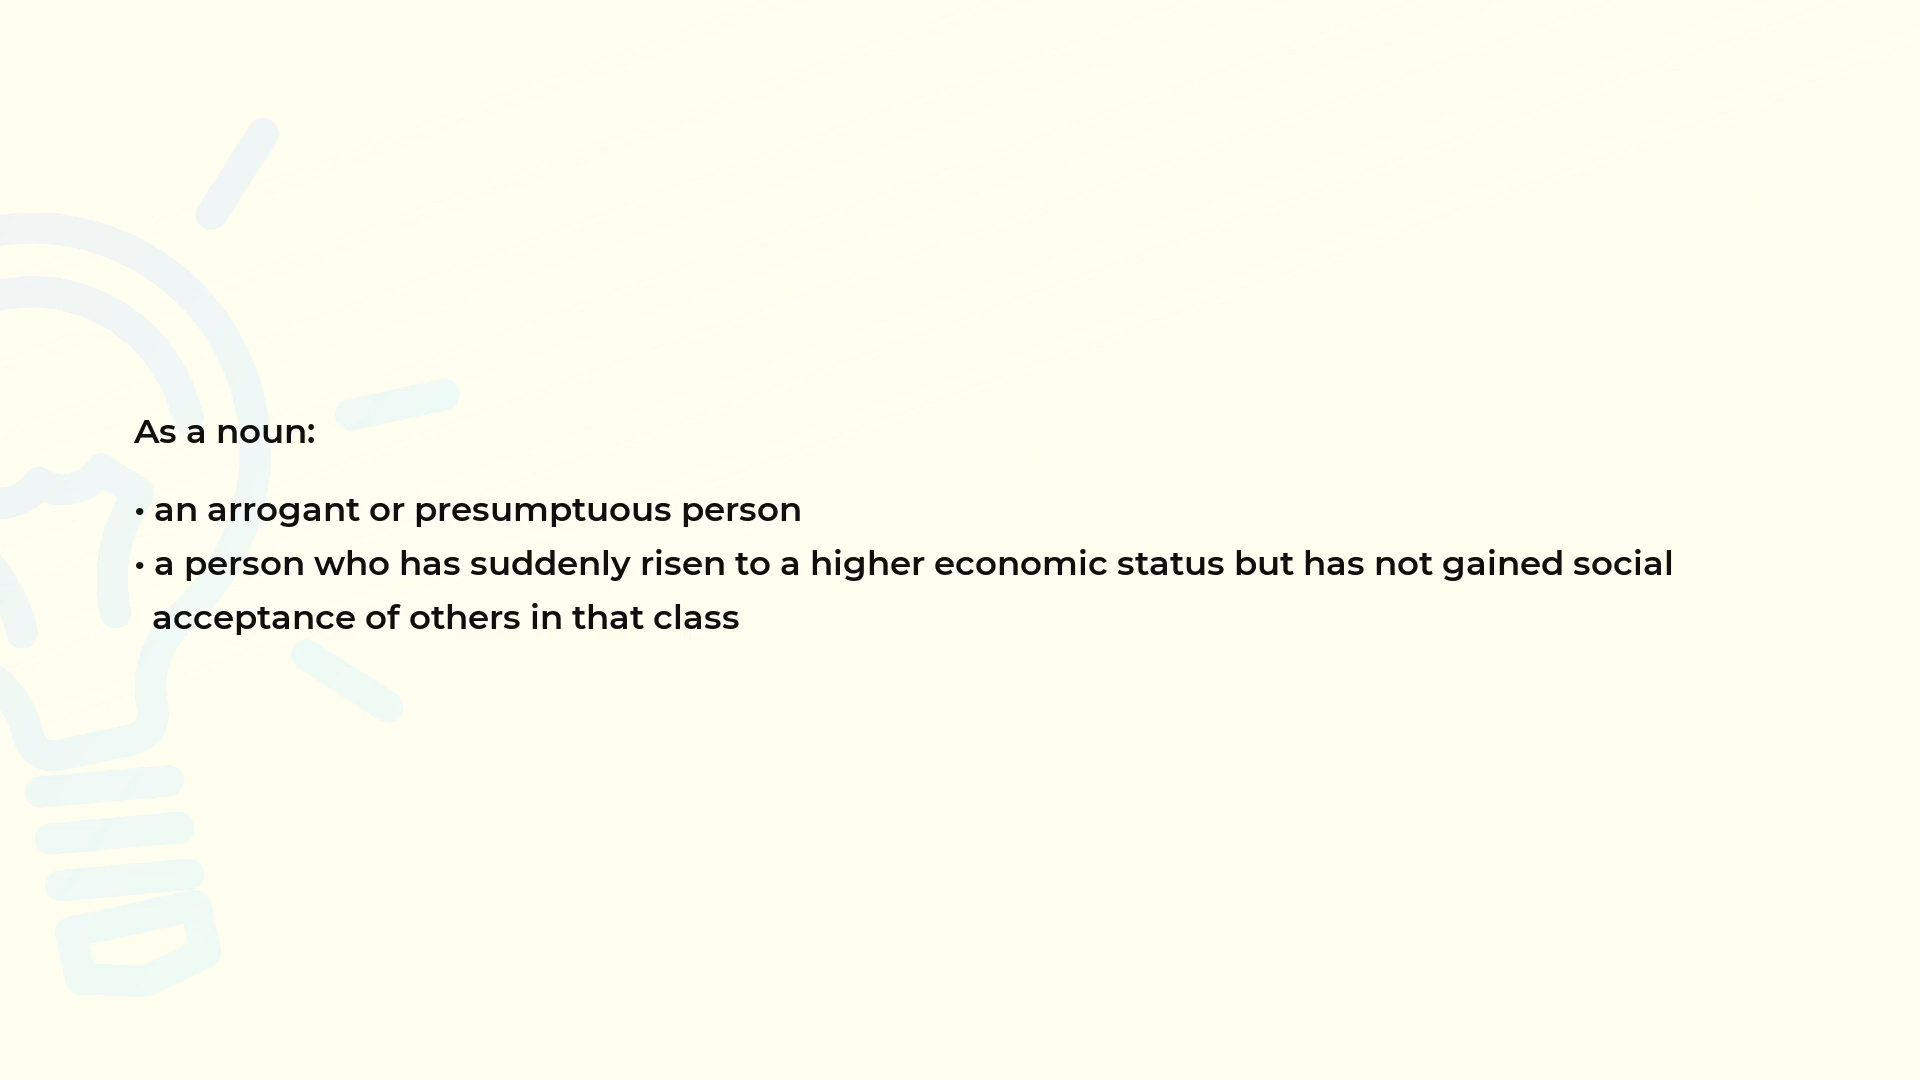 As a noun:
• an arrogant or presumptuous person
• a person who has suddenly risen to a higher economic status but has not gained social
acceptance of others in that class